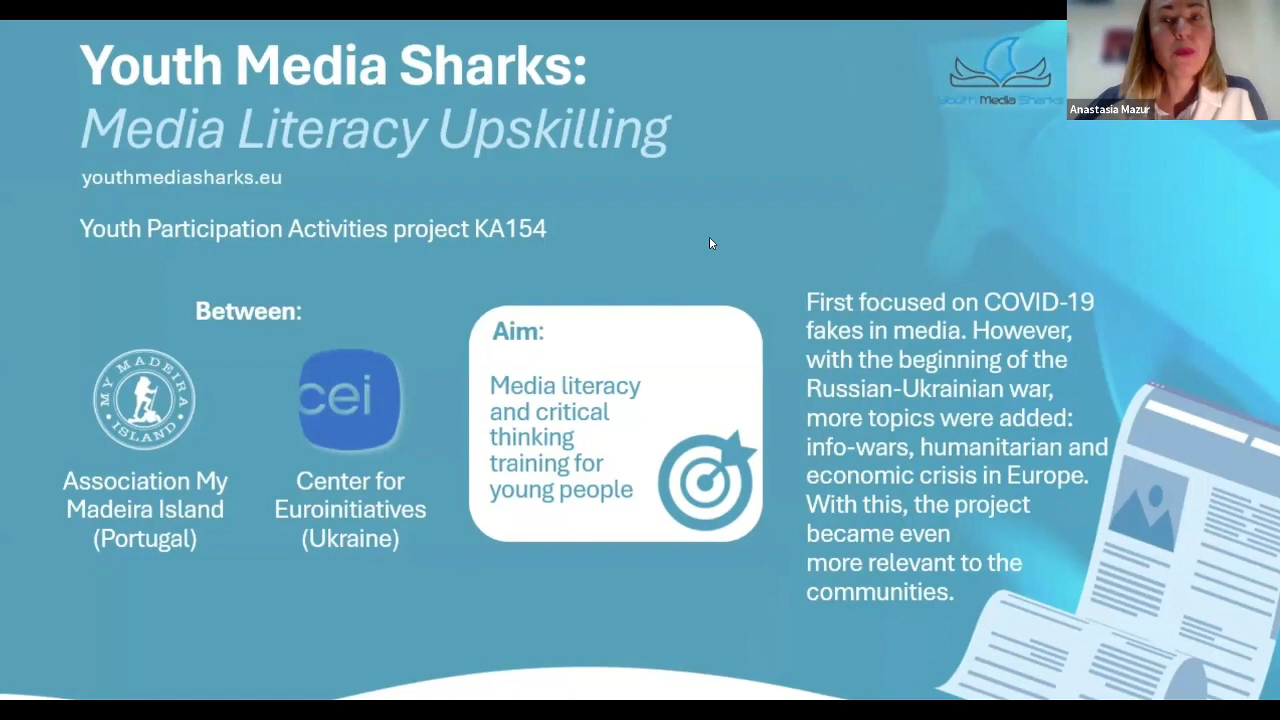 Youth Media Sharks:
Media Literacy Upskilling
youthmediasharks.eu
Youth Participation Activities project KA154
Youth Media Sharks
Anastasia Mazur
Between:
MY MADEIRA
ISLAND
Association My
Madeira Island
(Portugal)
cei
Center for
Euroinitiatives
(Ukraine)
Aim:
Media literacy
and critical
thinking
training for
young people
First focused on COVID-19
fakes in media. However,
with the beginning of the
Russian-Ukrainian war,
more topics were added:
info-wars, humanitarian and
economic crisis in Europe.
With this, the project
became even
more relevant to the
communities.